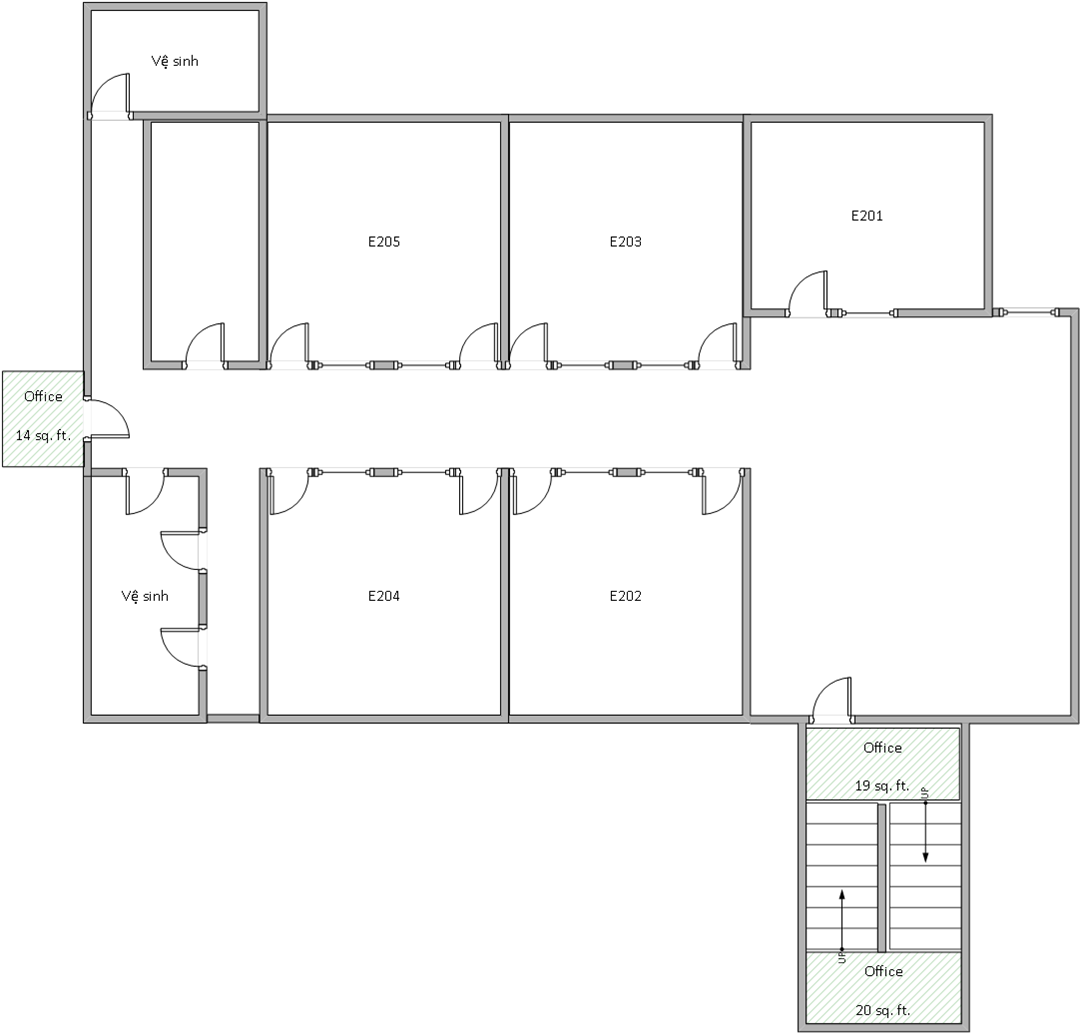 Vệ sinh
E205
E203
E201
Office
14 sq. ft.
Vệ sinh
E204
E202
Office
19 sq. ft.
UP
UP
Office
20 sq. ft.